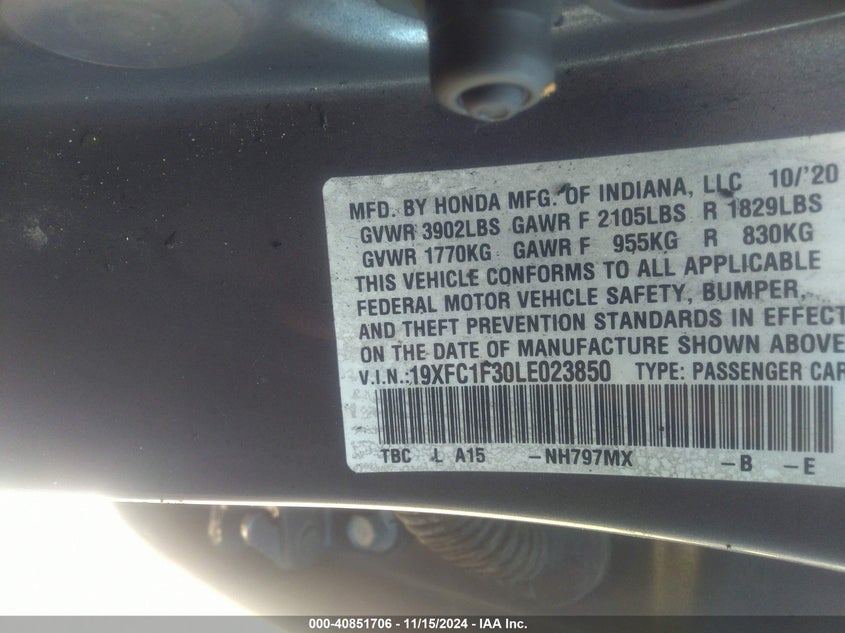 MFD. BY HONDA MFG. OF INDIANA, LLC 10/'20
GVWR 3902LBS GAWR F 2105LBS R 1829LBS
GVWR 1770KG GAWR F 955KG R 830KG
THIS VEHICLE CONFORMS TO ALL APPLICABLE
FEDERAL MOTOR VEHICLE SAFETY, BUMPER,
AND THEFT PREVENTION STANDARDS IN EFFECT
ON THE DATE OF MANUFACTURE SHOWN ABOVE
V.I.N.:19XFC1F30LE023850 TYPE: PASSENGER CAR
TBC L A15 -NH797MX -B -E
000-40851706 - 11/15/2024 - IAA Inc.